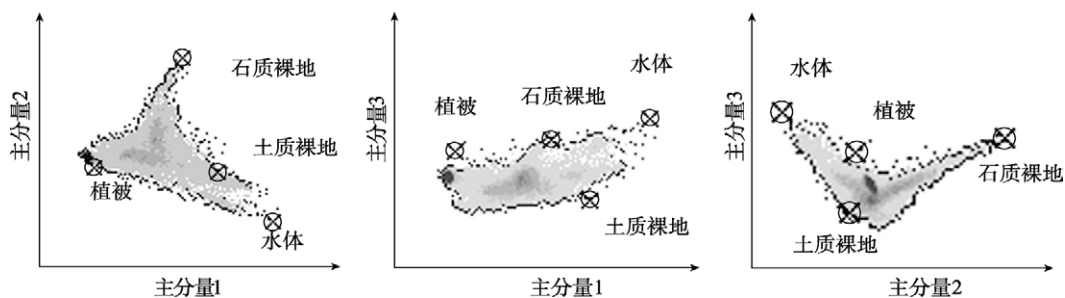 主分量2
石质裸地
土质裸地
植被
水体
主分量1
主分量3
水体
石质裸地
植被
土质裸地
主分量1
主分量3
水体
植被
石质裸地
土质裸地
主分量2